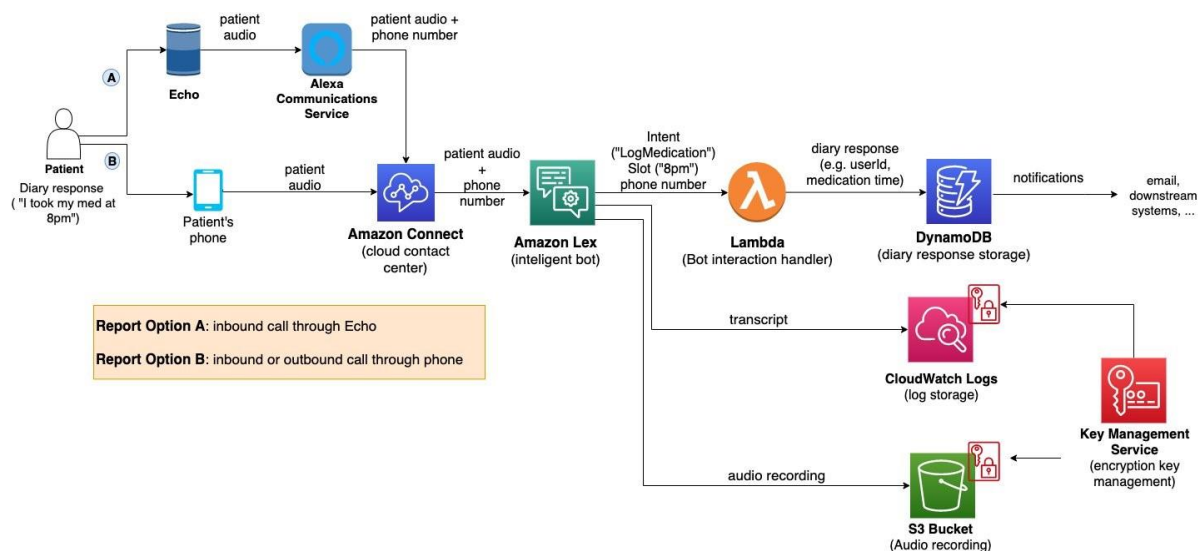 patient
audio
patient audio +
phone number
A
Echo
Alexa
Communications
Service
B
Patient
Diary response
( "I took my med at
8pm")
patient
audio
Patient's
phone
Amazon Connect
(cloud contact
center)
patient audio
+
phone
number
Amazon Lex
(inteligent bot)
Intent
("LogMedication")
Slot ("8pm")
phone number
Lambda
(Bot interaction handler)
diary response
(e.g. userId,
medication time)
DynamoDB
(diary response storage)
notifications
email,
downstream
systems, ...
Report Option A: inbound call through Echo
Report Option B: inbound or outbound call through phone
transcript
CloudWatch Logs
(log storage)
Key Management
Service
(encryption key
management)
audio recording
S3 Bucket
(Audio recording)